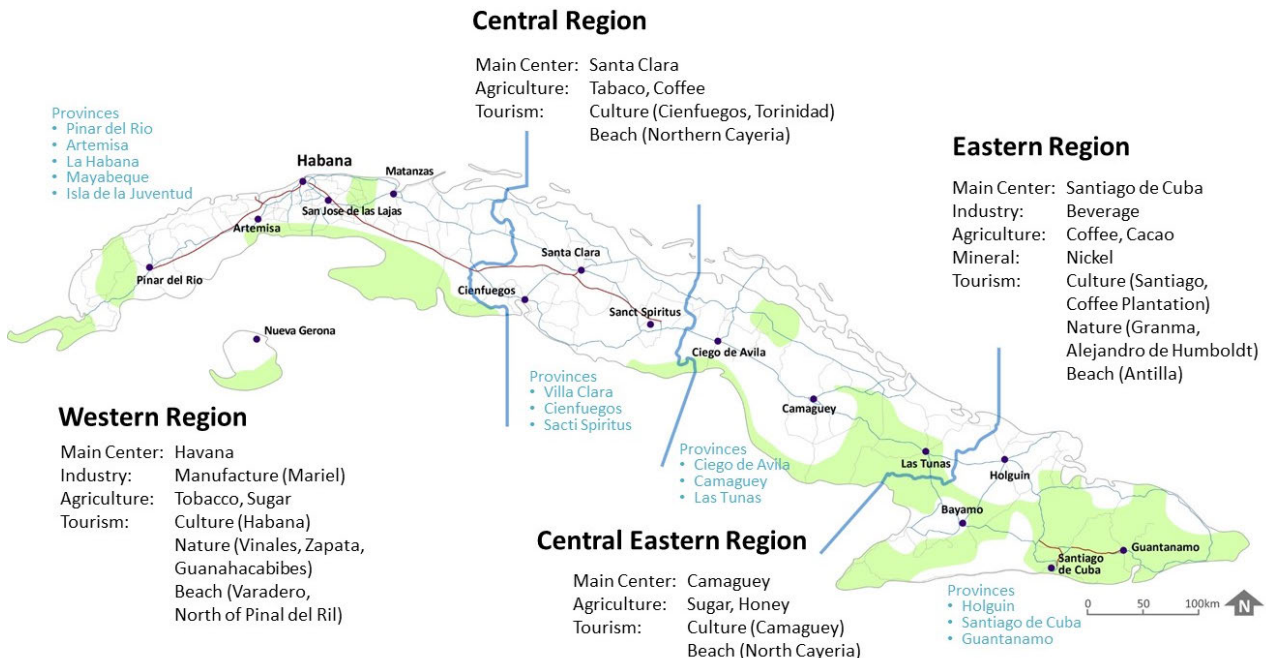 Central Region
Main Center: Santa Clara
Agriculture: Tabaco, Coffee
Tourism: Culture (Cienfuegos, Torinidad)
Beach (Northern Cayeria)
Provinces
• Pinar del Rio
• Artemisa
• La Habana
• Mayabeque
• Isla de la Juventud
Eastern Region
Main Center: Santiago de Cuba
Industry: Beverage
Agriculture: Coffee, Cacao
Mineral: Nickel
Tourism: Culture (Santiago,
Coffee Plantation)
Nature (Granma,
Alejandro de Humboldt)
Beach (Antilla)
Habana
Matanzas
San Jose de las Lajas
Artemisa
Pinar del Rio
Nueva Gerona
Santa Clara
Cienfuegos
Sanct Spiritus
Ciego de Avila
Camaguey
Las Tunas
Holguin
Bayamo
Guantanamo
Santiago
de Cuba
Provinces
• Villa Clara
• Cienfuegos
• Sacti Spiritus
Provinces
• Ciego de Avila
• Camaguey
• Las Tunas
Western Region
Main Center: Havana
Industry: Manufacture (Mariel)
Agriculture: Tobacco, Sugar
Tourism: Culture (Habana)
Nature (Vinales, Zapata,
Guanahacabibes)
Beach (Varadero,
North of Pinal del Ril)
Central Eastern Region
Main Center: Camaguey
Agriculture: Sugar, Honey
Tourism: Culture (Camaguey)
Beach (North Cayeria)
Provinces
• Holguin
• Santiago de Cuba
• Guantanamo
0 50 100km
N